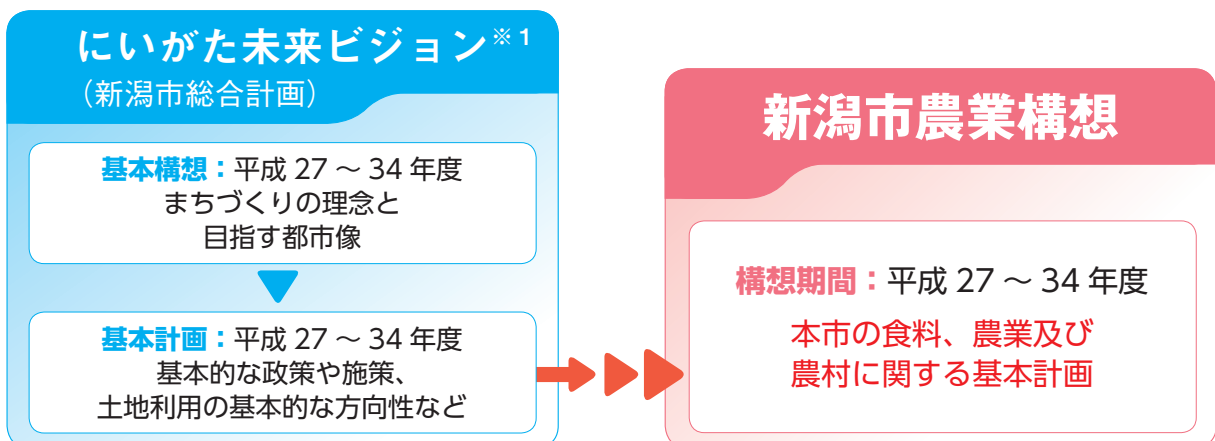 にいがた未来ビジョン※1
（新潟市総合計画）
基本構想：平成 27 ～ 34 年度
まちづくりの理念と
目指す都市像
基本計画：平成 27 ～ 34 年度
基本的な政策や施策、
土地利用の基本的な方向性など
新潟市農業構想
構想期間：平成 27 ～ 34 年度
本市の食料、農業及び
農村に関する基本計画